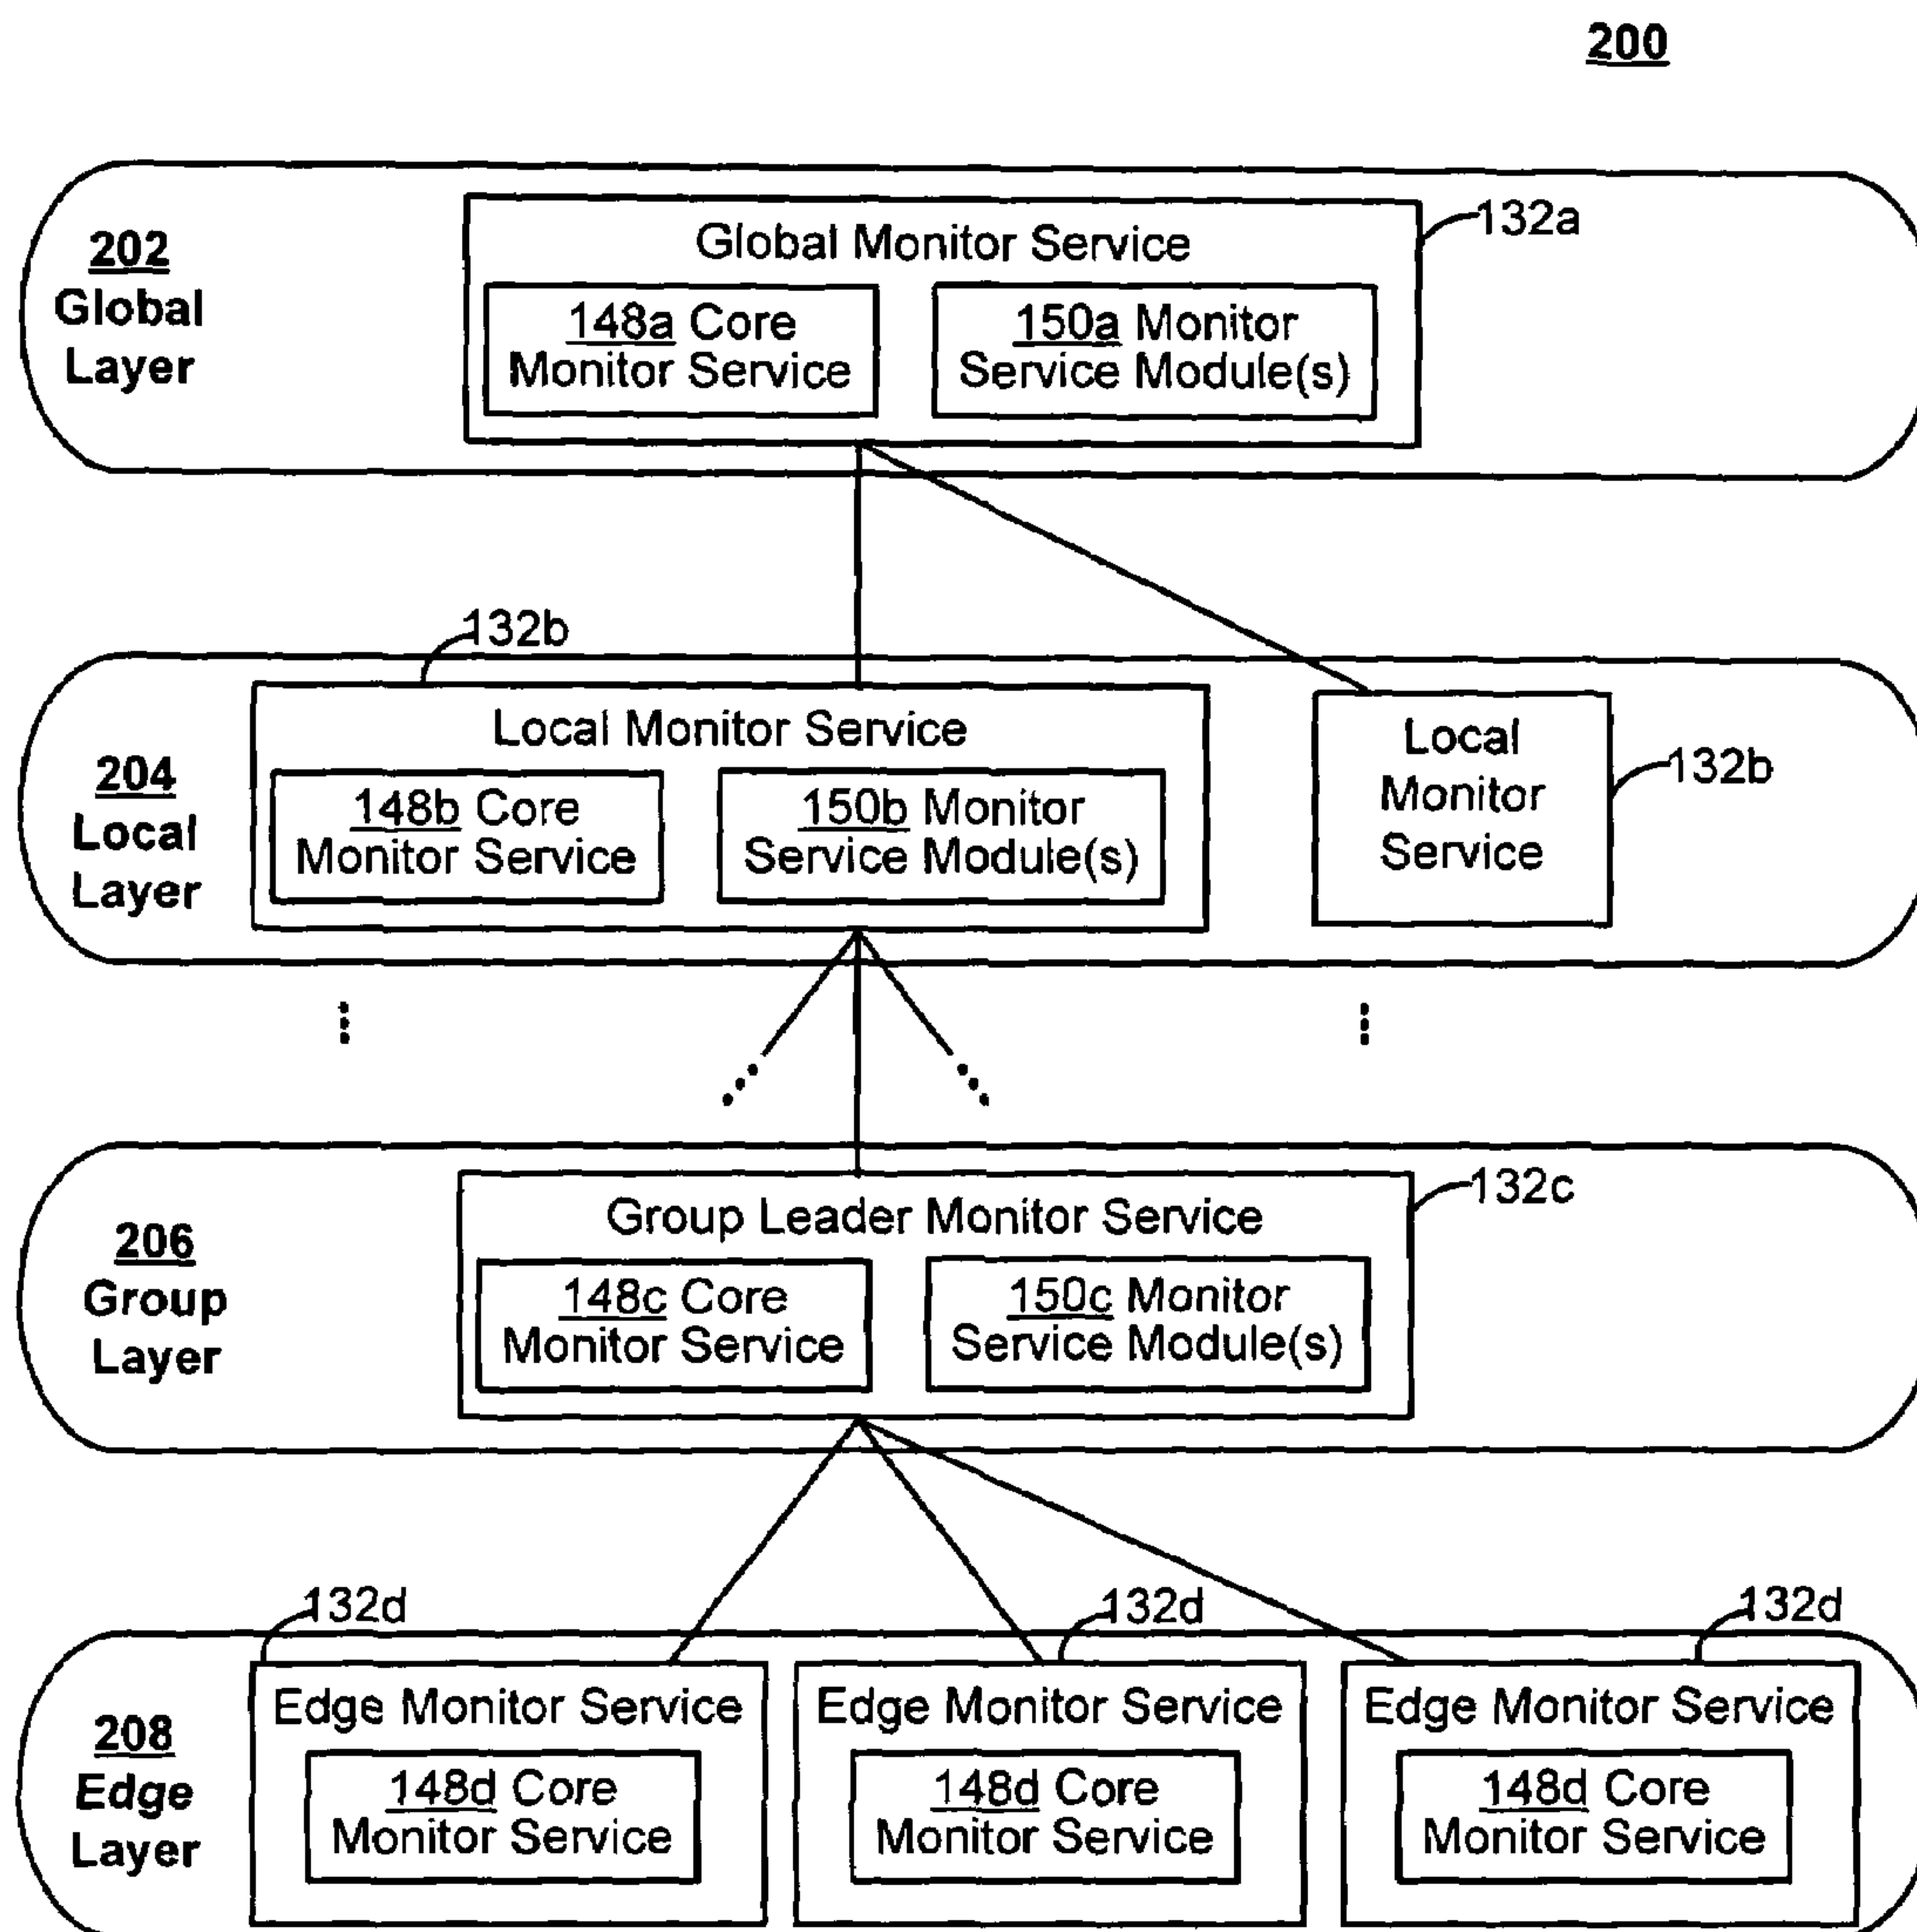 200
132a
202
Global
Layer
Global Monitor Service
148a Core
Monitor Service
150a Monitor
Service Module(s)
132b
204
Local
Layer
Local Monitor Service
148b Core
Monitor Service
150b Monitor
Service Module(s)
Local
Monitor
Service
132b
132c
206
Group
Layer
Group Leader Monitor Service
148c Core
Monitor Service
150c Monitor
Service Module(s)
132d
132d
132d
208
Edge
Layer
Edge Monitor Service
148d Core
Monitor Service
Edge Monitor Service
148d Core
Monitor Service
Edge Monitor Service
148d Core
Monitor Service